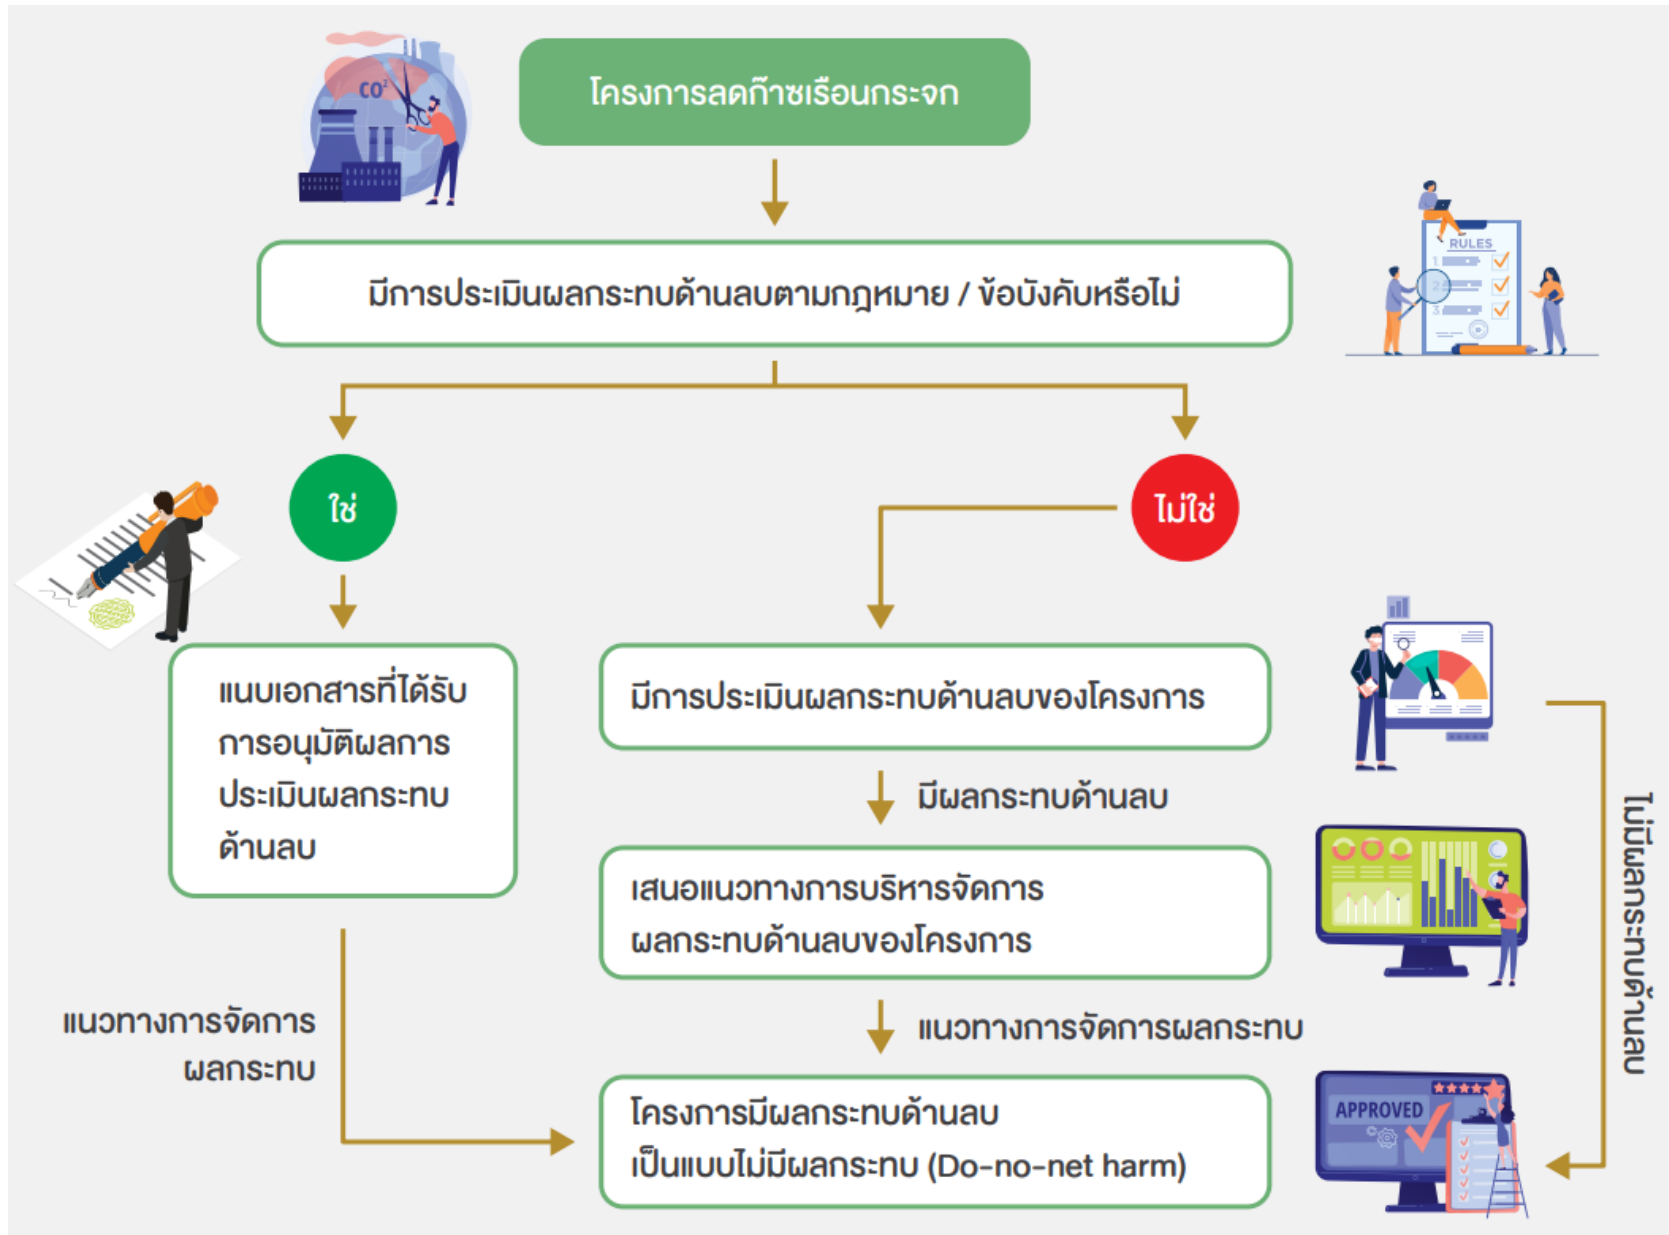 โครงการลดก๊าซเรือนกระจก
CO²
มีการประเมินผลกระทบด้านลบตามกฎหมาย / ข้อบังคับหรือไม่
RULES
1
2
3
ใช่
ไม่ใช่
แนบเอกสารที่ได้รับ
การอนุมัติผลการ
ประเมินผลกระทบ
ด้านลบ
มีการประเมินผลกระทบด้านลบของโครงการ
มีผลกระทบด้านลบ
ไม่มีผลกระทบด้านลบ
เสนอแนวทางการบริหารจัดการ
ผลกระทบด้านลบของโครงการ
แนวทางการจัดการ
ผลกระทบ
แนวทางการจัดการผลกระทบ
โครงการมีผลกระทบด้านลบ
เป็นแบบไม่มีผลกระทบ (Do-no-net harm)
APPROVED